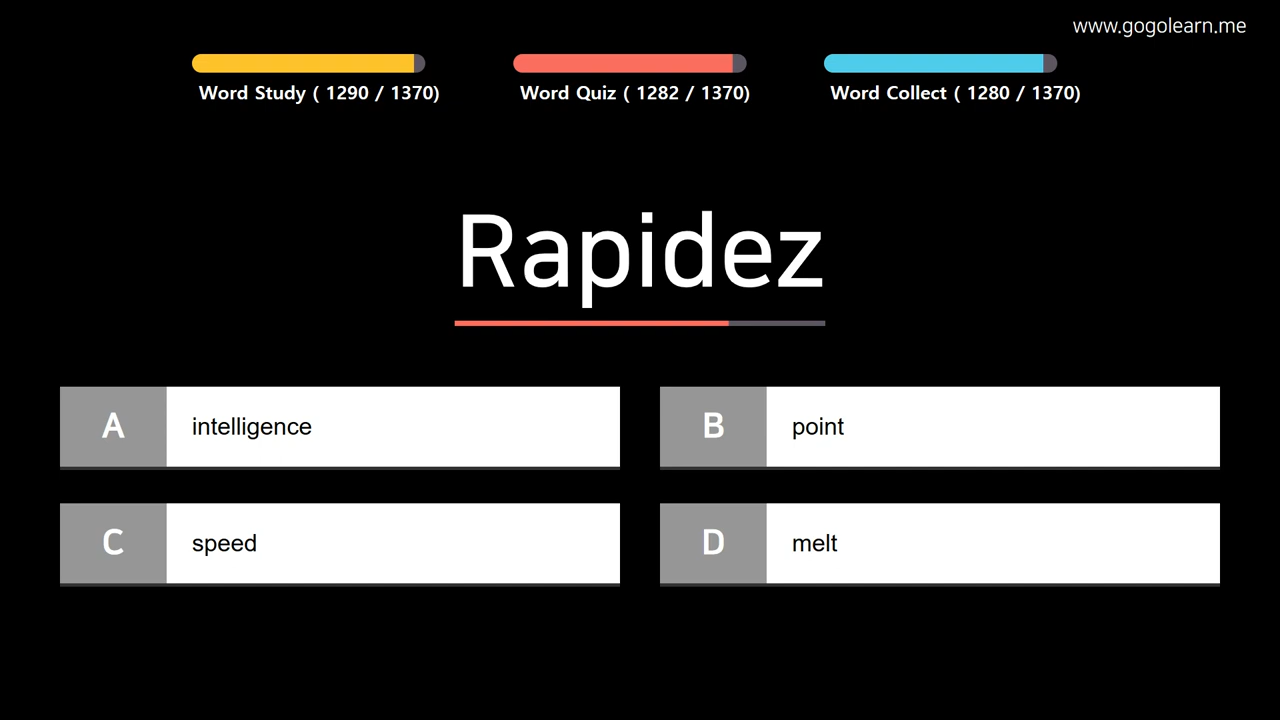 www.gogolearn.me
Word Study ( 1290 / 1370)
Word Quiz ( 1282 / 1370)
Word Collect ( 1280 / 1370)
Rapidez
A intelligence
B point
C speed
D melt